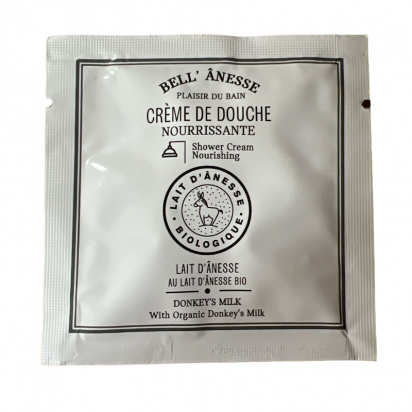 BELL' ÂNESSE
PLAISIR DU BAIN
CRÈME DE DOUCHE
NOURRISSANTE
Shower Cream
Nourishing
LAIT D'ÂNESSE
BIOLOGIQUE
LAIT D'ÂNESSE
AU LAIT D'ÂNESSE BIO
DONKEY'S MILK
With Organic Donkey's Milk